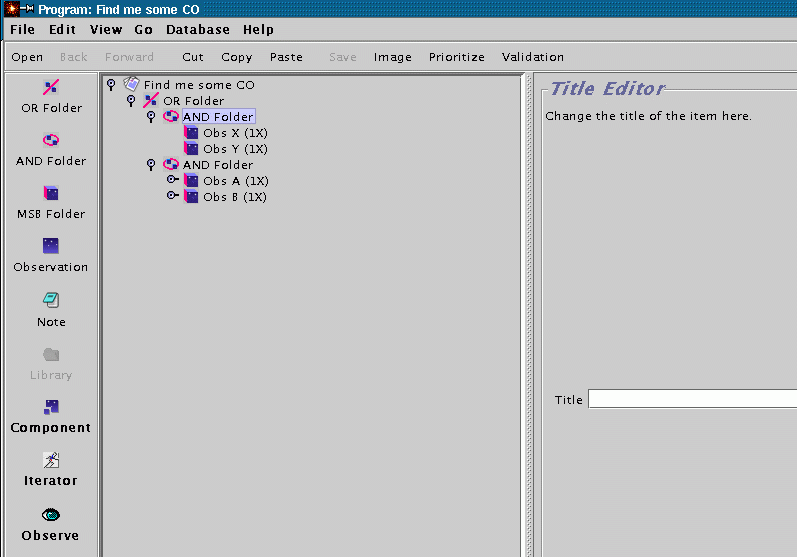 Program: Find me some CO
File Edit View Go Database Help
Open Back Forward Cut Copy Paste Save Image Prioritize Validation
OR Folder
AND Folder
MSB Folder
Observation
Note
Library
Component
Iterator
Observe
Find me some CO
OR Folder
AND Folder
Obs X (1X)
Obs Y (1X)
AND Folder
Obs A (1X)
Obs B (1X)
Title Editor
Change the title of the item here.
Title